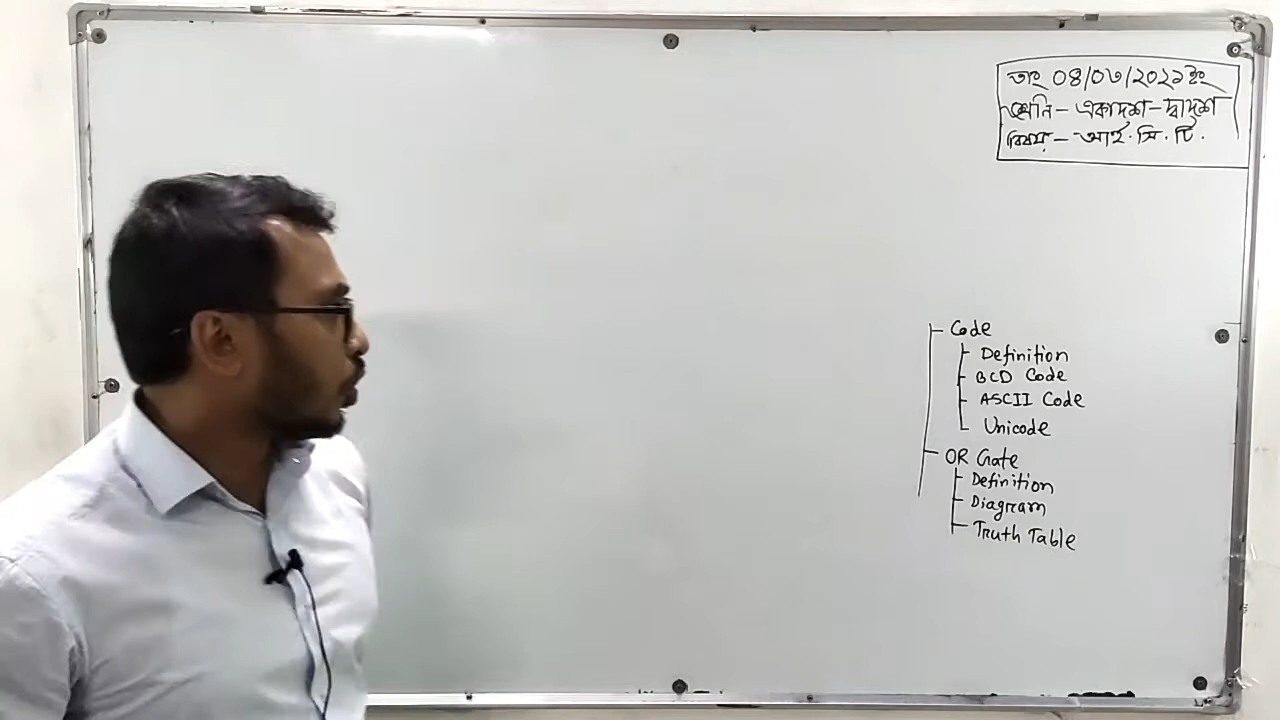 তাং ০৪/০৩/২০২১ ইং
শ্রেনি - একাদশ - দ্বাদশ
বিষয় - আই. সি. টি.
Code
Definition
BCD Code
ASCII Code
Unicode
OR Gate
Definition
Diagram
Truth Table